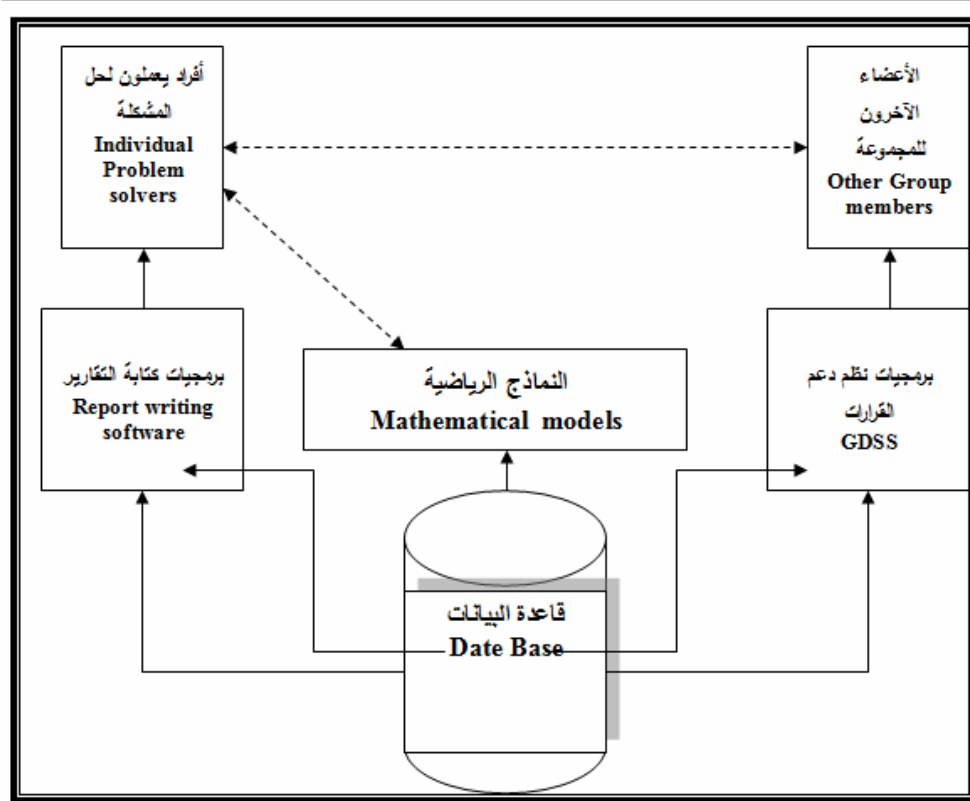 أفراد يعملون لحل
المشكلة
Individual
Problem
solvers
الأعضاء
الآخرون
للمجموعة
Other Group
members
برمجيات كتابة التقارير
Report writing
software
النماذج الرياضية
Mathematical models
برمجيات نظم دعم
القرارات
GDSS
قاعدة البيانات
Date Base